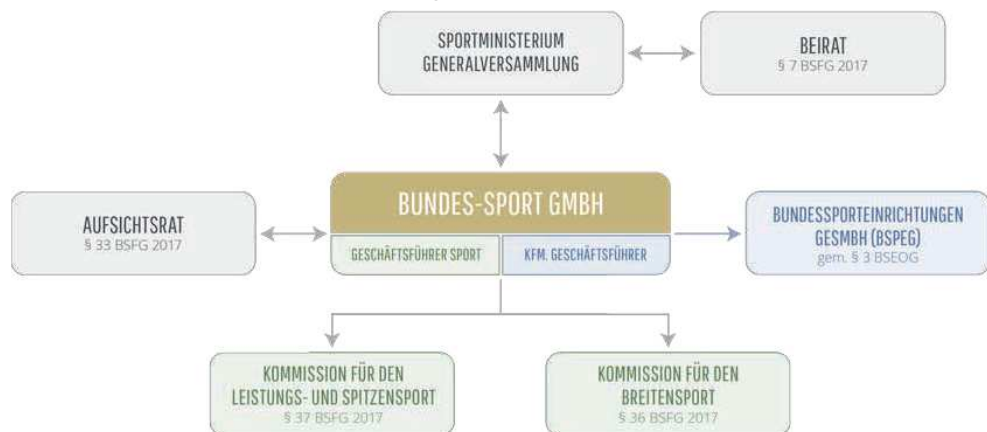 SPORTMINISTERIUM
GENERALVERSAMMLUNG
BEIRAT
§ 7 BSFG 2017
AUFSICHTSRAT
§ 33 BSFG 2017
BUNDES-SPORT GMBH
GESCHÄFTSFÜHRER SPORT
KFM. GESCHÄFTSFÜHRER
BUNDESSPORTEINRICHTUNGEN
GESMBH (BSPEG)
gem. § 3 BSEOG
KOMMISSION FÜR DEN
LEISTUNGS- UND SPITZENSPORT
§ 37 BSFG 2017
KOMMISSION FÜR DEN
BREITENSPORT
§ 36 BSFG 2017